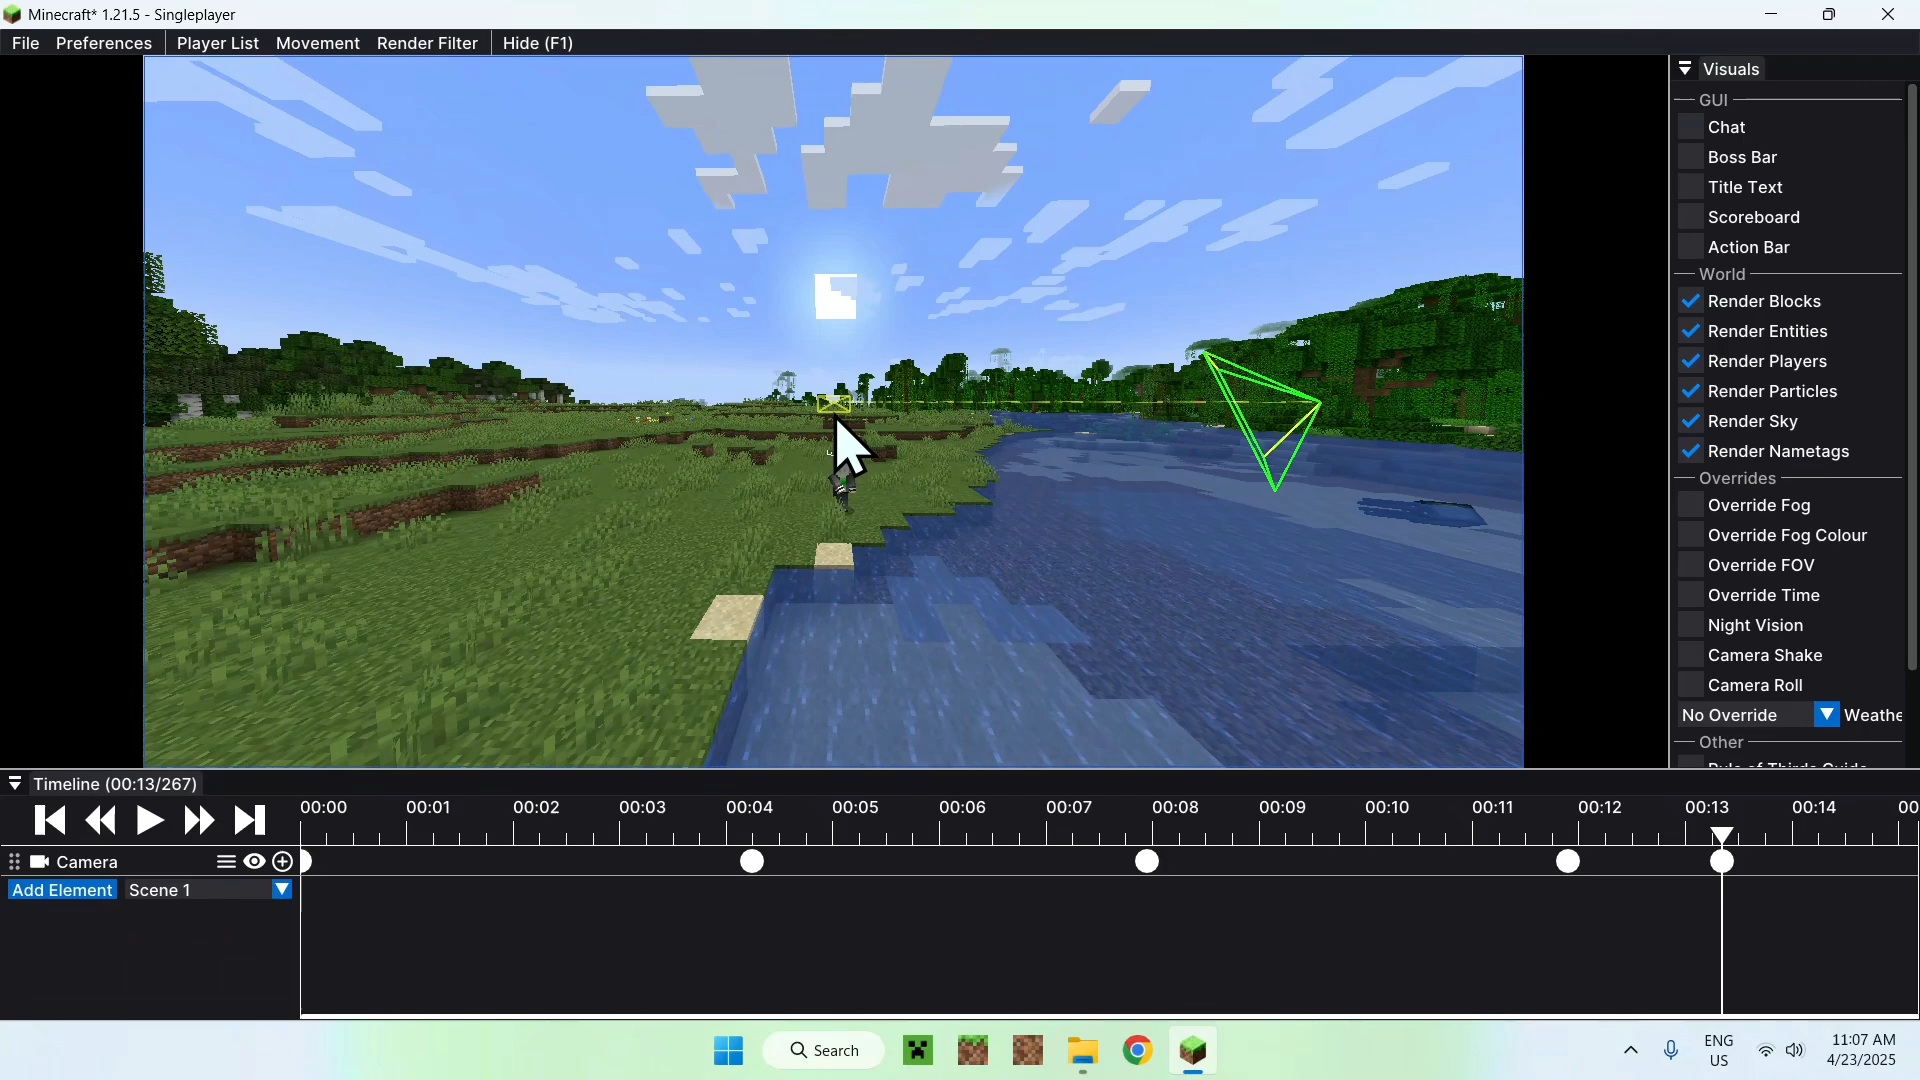 Minecraft* 1.21.5 - Singleplayer
File Preferences Player List Movement Render Filter Hide (F1)
Visuals
GUI
Chat
Boss Bar
Title Text
Scoreboard
Action Bar
World
Render Blocks
Render Entities
Render Players
Render Particles
Render Sky
Render Nametags
Overrides
Override Fog
Override Fog Colour
Override FOV
Override Time
Night Vision
Camera Shake
Camera Roll
No Override Weathe
Other
Rule of Thirds Guide
Timeline (00:13/267)
00:00 00:01 00:02 00:03 00:04 00:05 00:06 00:07 00:08 00:09 00:10 00:11 00:12 00:13 00:14 00
Camera
Add Element Scene 1
Search
ENG
US
11:07 AM
4/23/2025